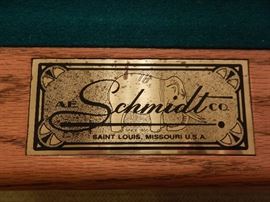 A.E. Schmidt CO.
SAINT LOUIS, MISSOURI U.S.A.